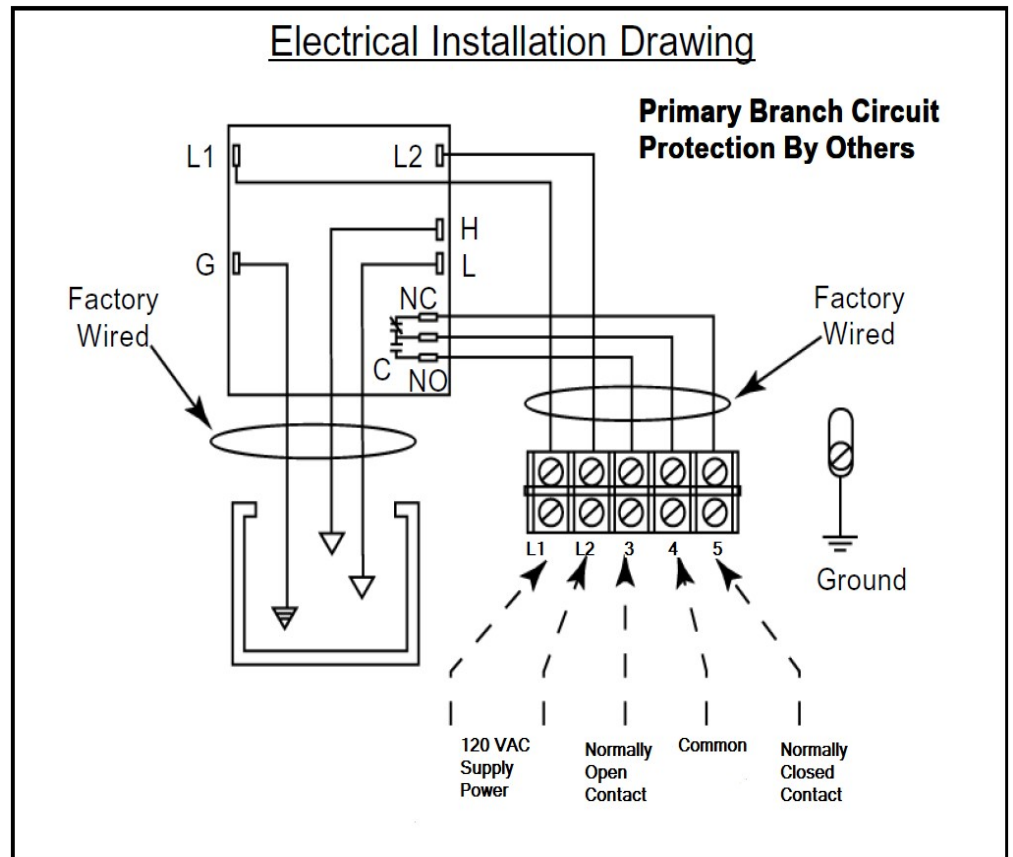 Electrical Installation Drawing
Primary Branch Circuit
Protection By Others
L1
L2
H
G
L
Factory
Wired
NC
C
NO
Factory
Wired
L1 L2 3 4 5
Ground
120 VAC
Supply
Power
Normally
Open
Contact
Common
Normally
Closed
Contact